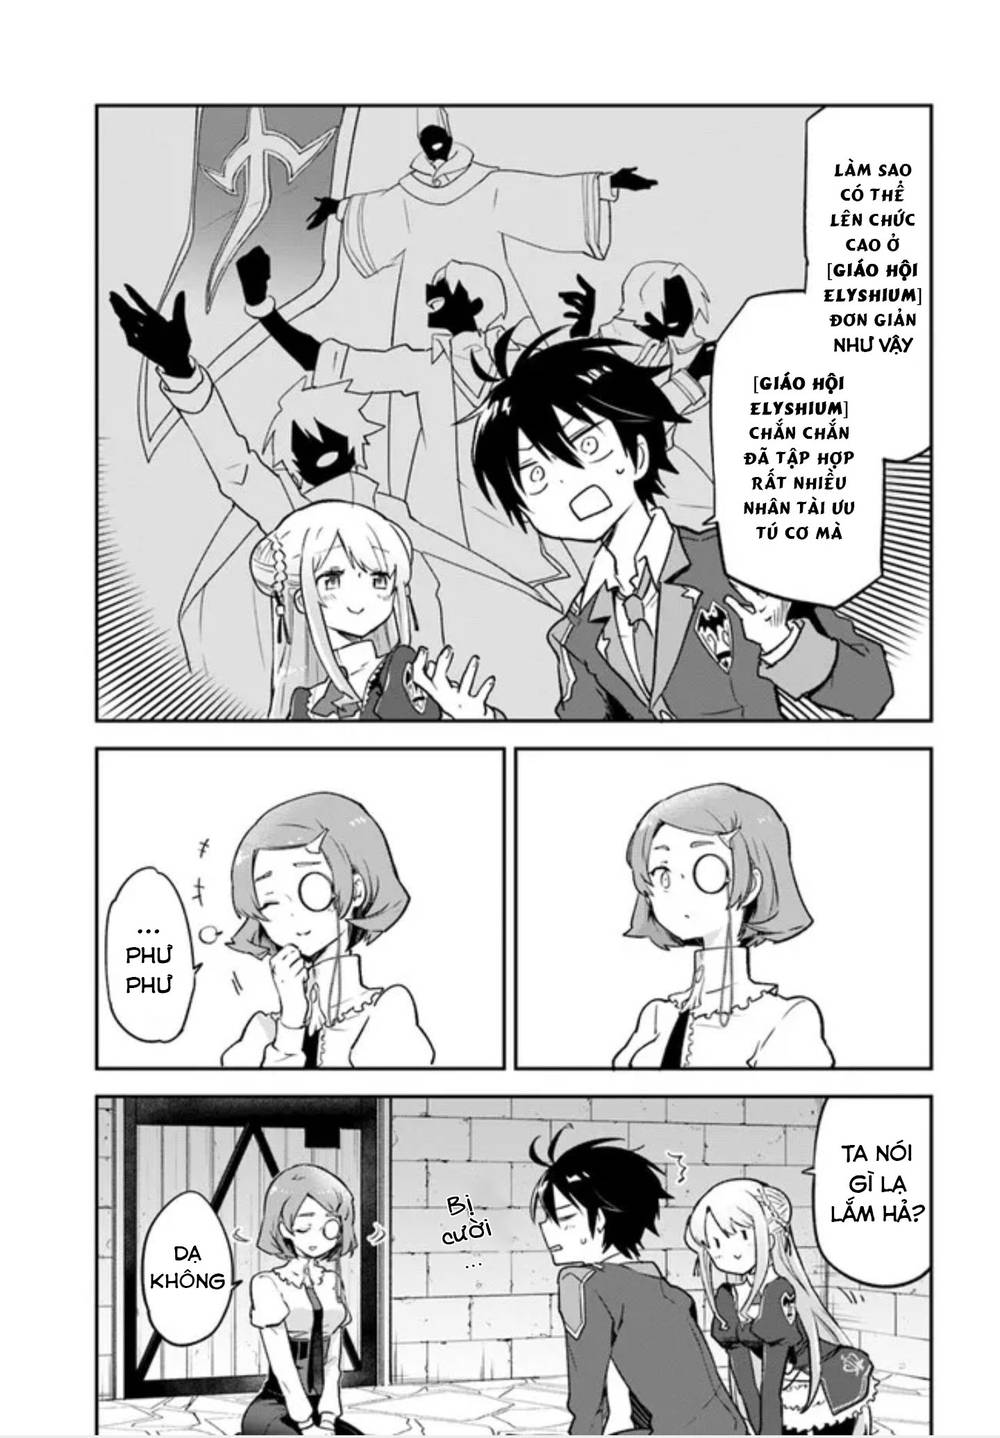 LÀM SAO
CÓ THỂ
LÊN CHỨC
CAO Ở
[GIÁO HỘI
ELYSHIUM]
ĐƠN GIẢN
NHƯ VẬY
[GIÁO HỘI
ELYSHIUM]
CHẮN CHẮN
ĐÃ TẬP HỢP
RẤT NHIỀU
NHÂN TÀI ƯU
TÚ CƠ MÀ
...
PHƯ
PHƯ
TA NÓI
GÌ LẠ
LẮM HẢ?
BỊ
CƯỜI
...
DẠ
KHÔNG